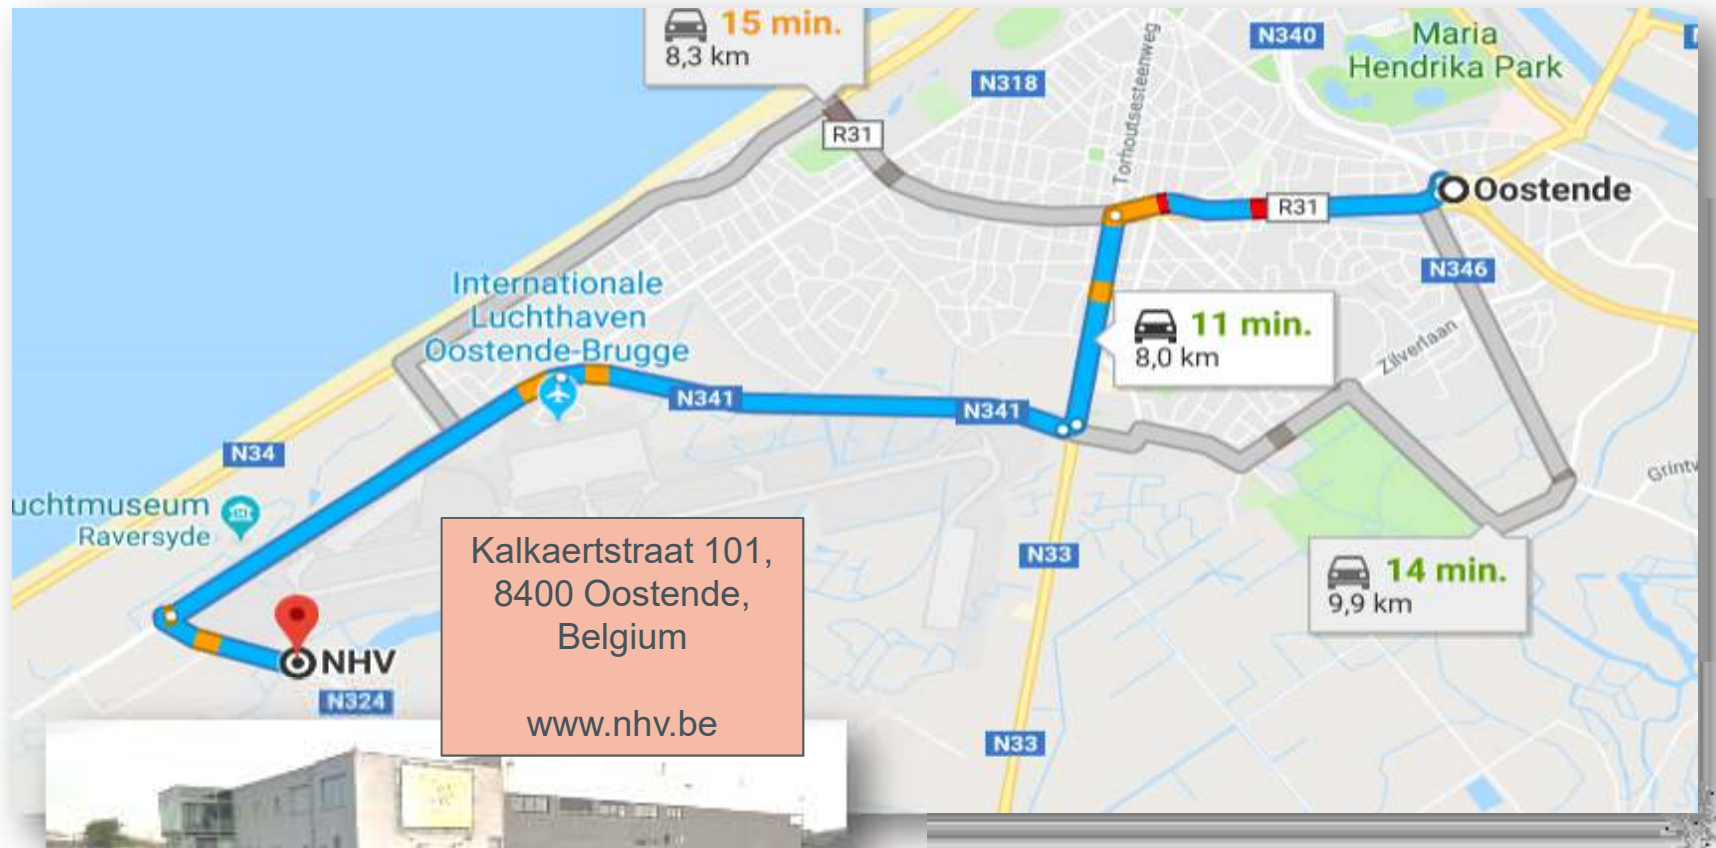 15 min.
8,3 km
N340
Maria
Hendrika Park
N318
Torhoutsesteenweg
R31
Oostende
R31
N346
Internationale
Luchthaven
Oostende-Brugge
11 min.
8,0 km
Zilverlaan
N341
N341
N34
uchtmuseum
Raversyde
Kalkaertstraat 101,
8400 Oostende,
Belgium
www.nhv.be
N33
14 min.
9,9 km
NHV
N324
N33